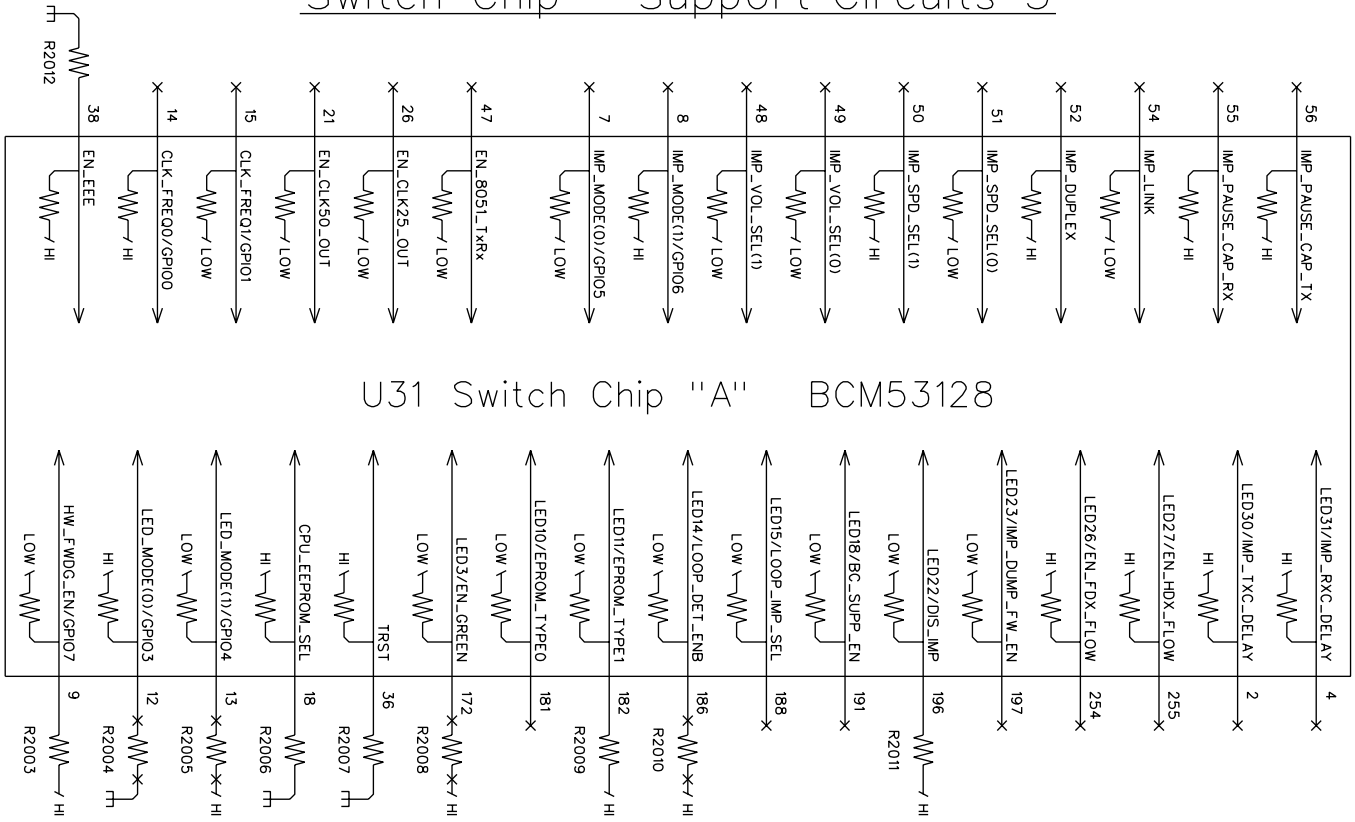 Switch Chip Support Circuits 3
R2012
38
14
15
21
26
47
7
8
48
49
50
51
52
54
55
56
EN_EEE
HI
CLK_FREQ0/GPIO0
HI
CLK_FREQ1/GPIO1
LOW
EN_CLK50_OUT
LOW
EN_CLK25_OUT
LOW
EN_8051_TxRx
LOW
IMP_MODE(0)/GPIO5
LOW
IMP_MODE(1)/GPIO6
HI
IMP_VOL_SEL(1)
LOW
IMP_VOL_SEL(0)
LOW
IMP_SPD_SEL(1)
HI
IMP_SPD_SEL(0)
LOW
IMP_DUPLEX
HI
IMP_LINK
LOW
IMP_PAUSE_CAP_RX
HI
IMP_PAUSE_CAP_TX
HI
U31 Switch Chip "A" BCM53128
HW_FWDG_EN/GPIO7
LOW
LED_MODE(0)/GPIO3
HI
LED_MODE(1)/GPIO4
LOW
CPU_EEPROM_SEL
HI
TRST
HI
LED3/EN_GREEN
LOW
LED10/EPROM_TYPE0
LOW
LED11/EPROM_TYPE1
LOW
LED14/LOOP_DET_ENB
LOW
LED15/LOOP_IMP_SEL
LOW
LED18/BC_SUPP_EN
LOW
LED22/DIS_IMP
LOW
LED23/IMP_DUMP_FW_EN
LOW
LED26/EN_FDX_FLOW
HI
LED27/EN_HDX_FLOW
HI
LED30/IMP_TXC_DELAY
HI
LED31/IMP_RXC_DELAY
HI
9
12
13
18
36
172
181
182
186
188
191
196
197
254
255
2
4
R2003
HI
R2004
R2005
HI
R2006
R2007
R2008
HI
R2009
HI
R2010
HI
R2011
HI